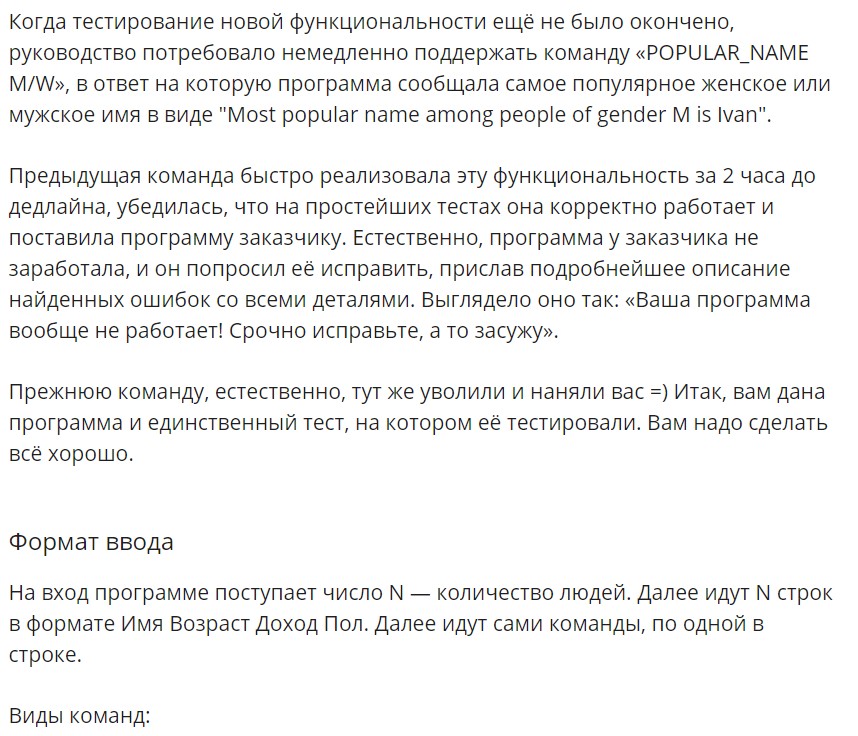 Когда тестирование новой функциональности ещё не было окончено,
руководство потребовало немедленно поддержать команду «POPULAR_NAME
M/W», в ответ на которую программа сообщала самое популярное женское или
мужское имя в виде "Most popular name among people of gender M is Ivan".
Предыдущая команда быстро реализовала эту функциональность за 2 часа до
дедлайна, убедилась, что на простейших тестах она корректно работает и
поставила программу заказчику. Естественно, программа у заказчика не
заработала, и он попросил её исправить, прислав подробнейшее описание
найденных ошибок со всеми деталями. Выглядело оно так: «Ваша программа
вообще не работает! Срочно исправьте, а то засужу».
Прежнюю команду, естественно, тут же уволили и наняли вас =) Итак, вам дана
программа и единственный тест, на котором её тестировали. Вам надо сделать
всё хорошо.
Формат ввода
На вход программе поступает число N — количество людей. Далее идут N строк
в формате Имя Возраст Доход Пол. Далее идут сами команды, по одной в
строке.
Виды команд: